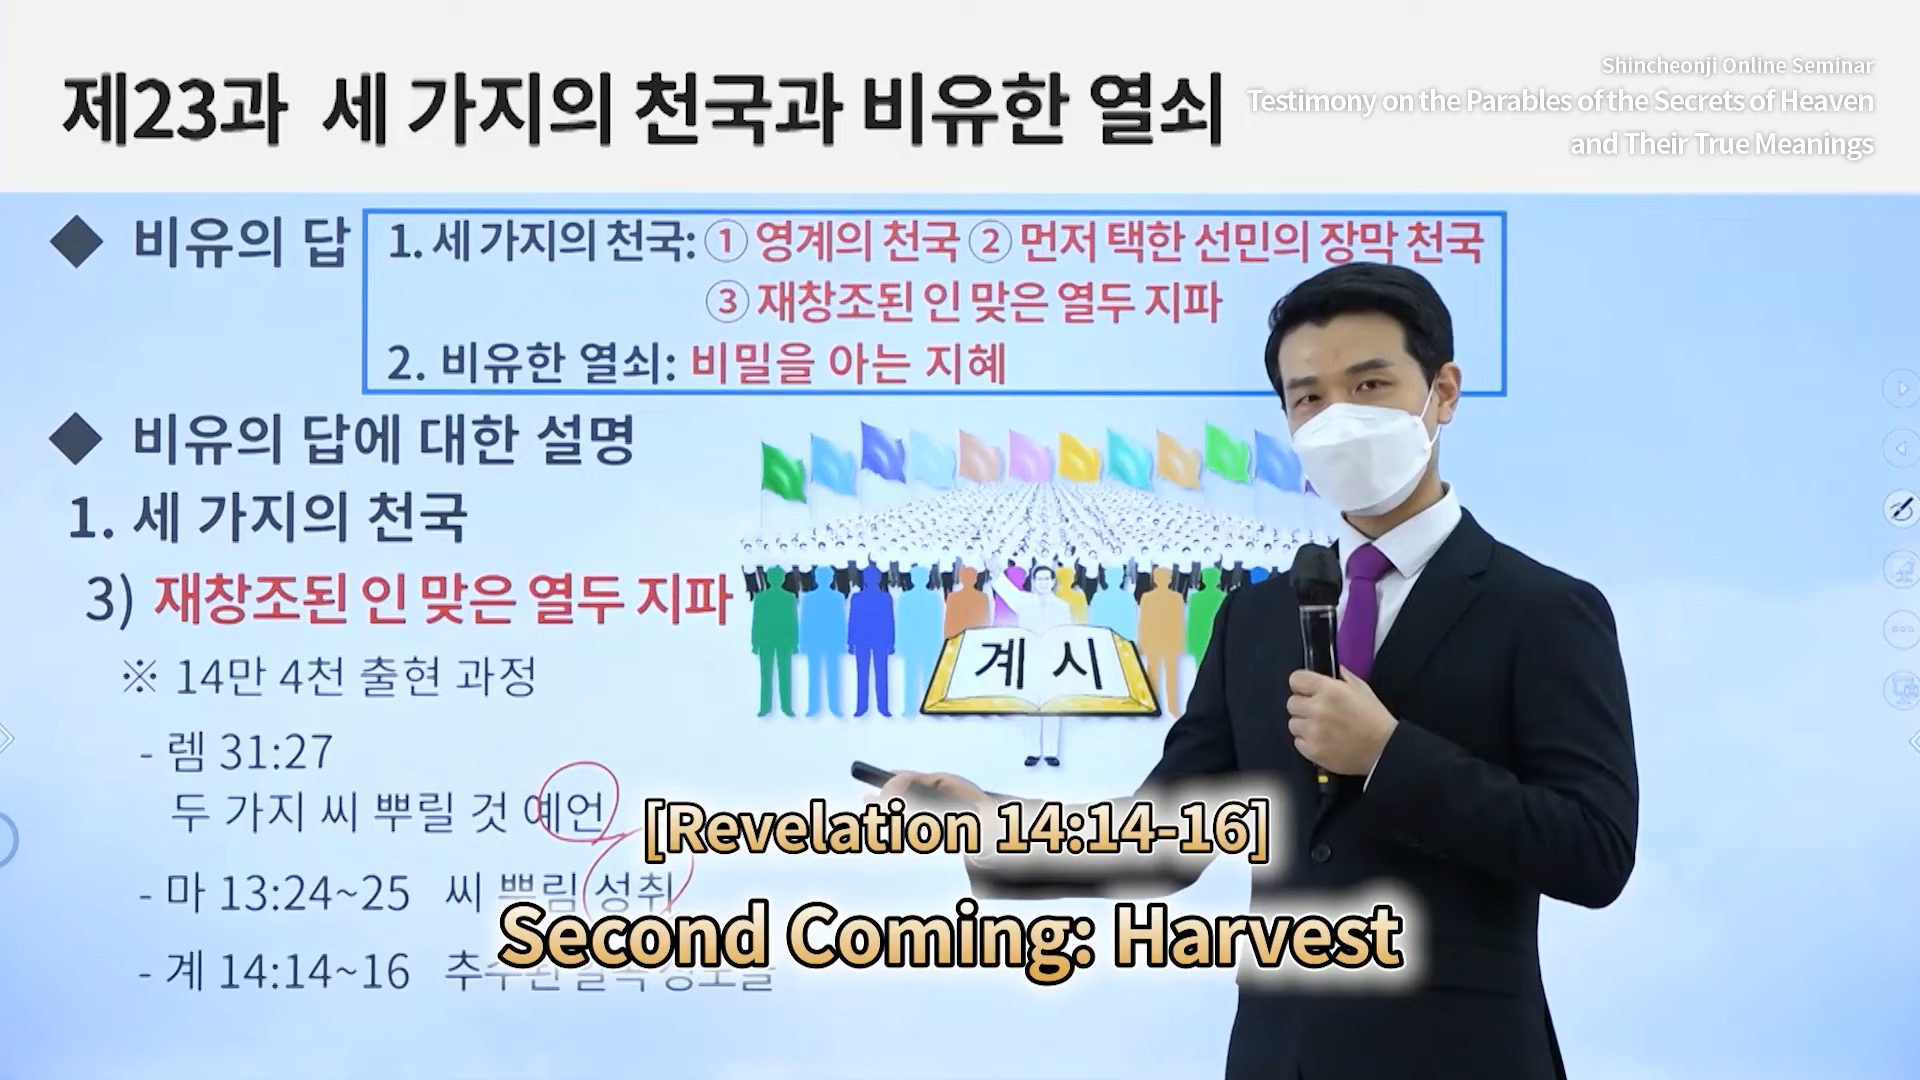 제23과 세 가지의 천국과 비유한 열쇠
Shincheonji Online Seminar
Testimony on the Parables of the Secrets of Heaven
and Their True Meanings
◆ 비유의 답
1. 세 가지의 천국: ① 영계의 천국 ② 먼저 택한 선민의 장막 천국
③ 재창조된 인 맞은 열두 지파
2. 비유한 열쇠: 비밀을 아는 지혜
◆ 비유의 답에 대한 설명
1. 세 가지의 천국
3) 재창조된 인 맞은 열두 지파
계 시
※ 14만 4천 출현 과정
- 렘 31:27
두 가지 씨 뿌릴 것 예언
[Revelation 14:14-16]
- 마 13:24~25 씨 뿌림 성취
Second Coming: Harvest
- 계 14:14~16